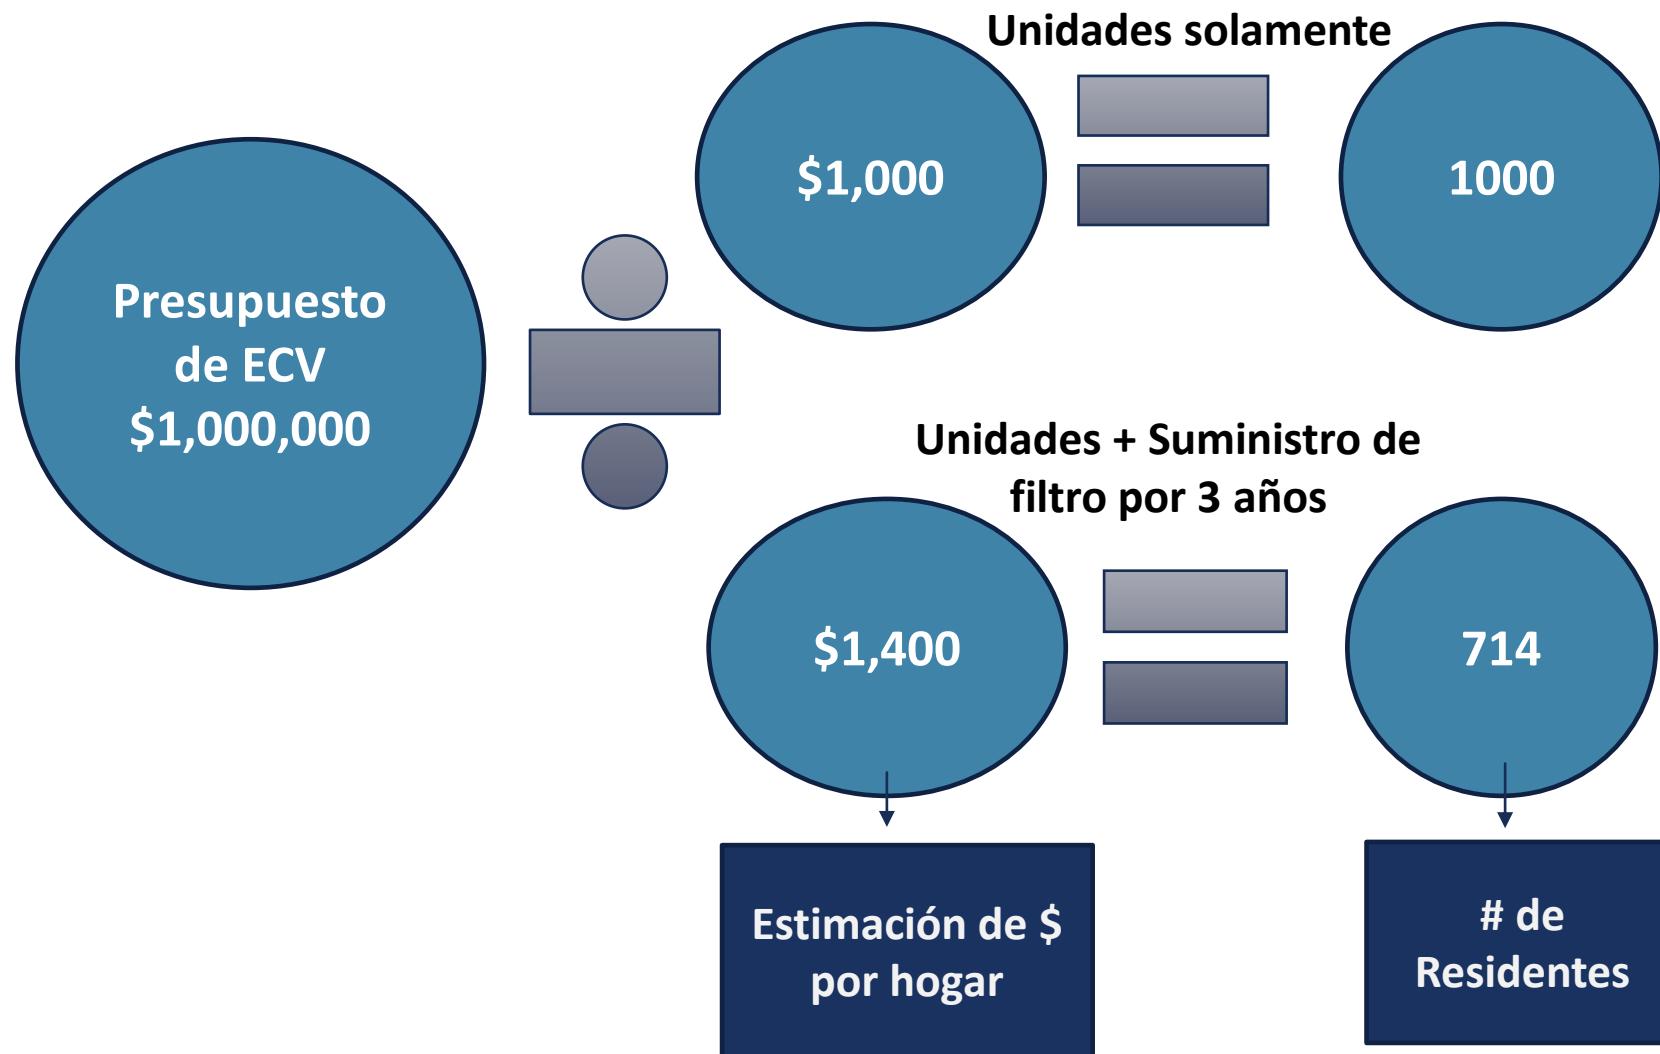 Presupuesto
de ECV
$1,000,000
Unidades solamente
$1,000
1000
Unidades + Suministro de
filtro por 3 años
$1,400
714
Estimación de $
por hogar
# de
Residentes